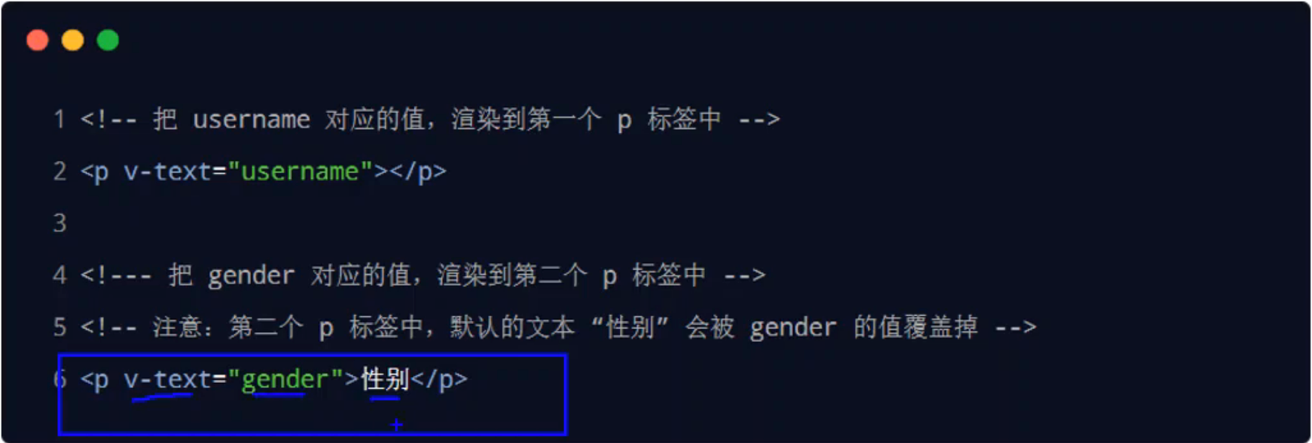 1 <!-- 把 username 对应的值，渲染到第一个 p 标签中 -->
2 <p v-text="username"></p>
3
4 <!--- 把 gender 对应的值，渲染到第二个 p 标签中 -->
5 <!-- 注意：第二个 p 标签中，默认的文本 “性别” 会被 gender 的值覆盖掉 -->
6 <p v-text="gender">性别</p>